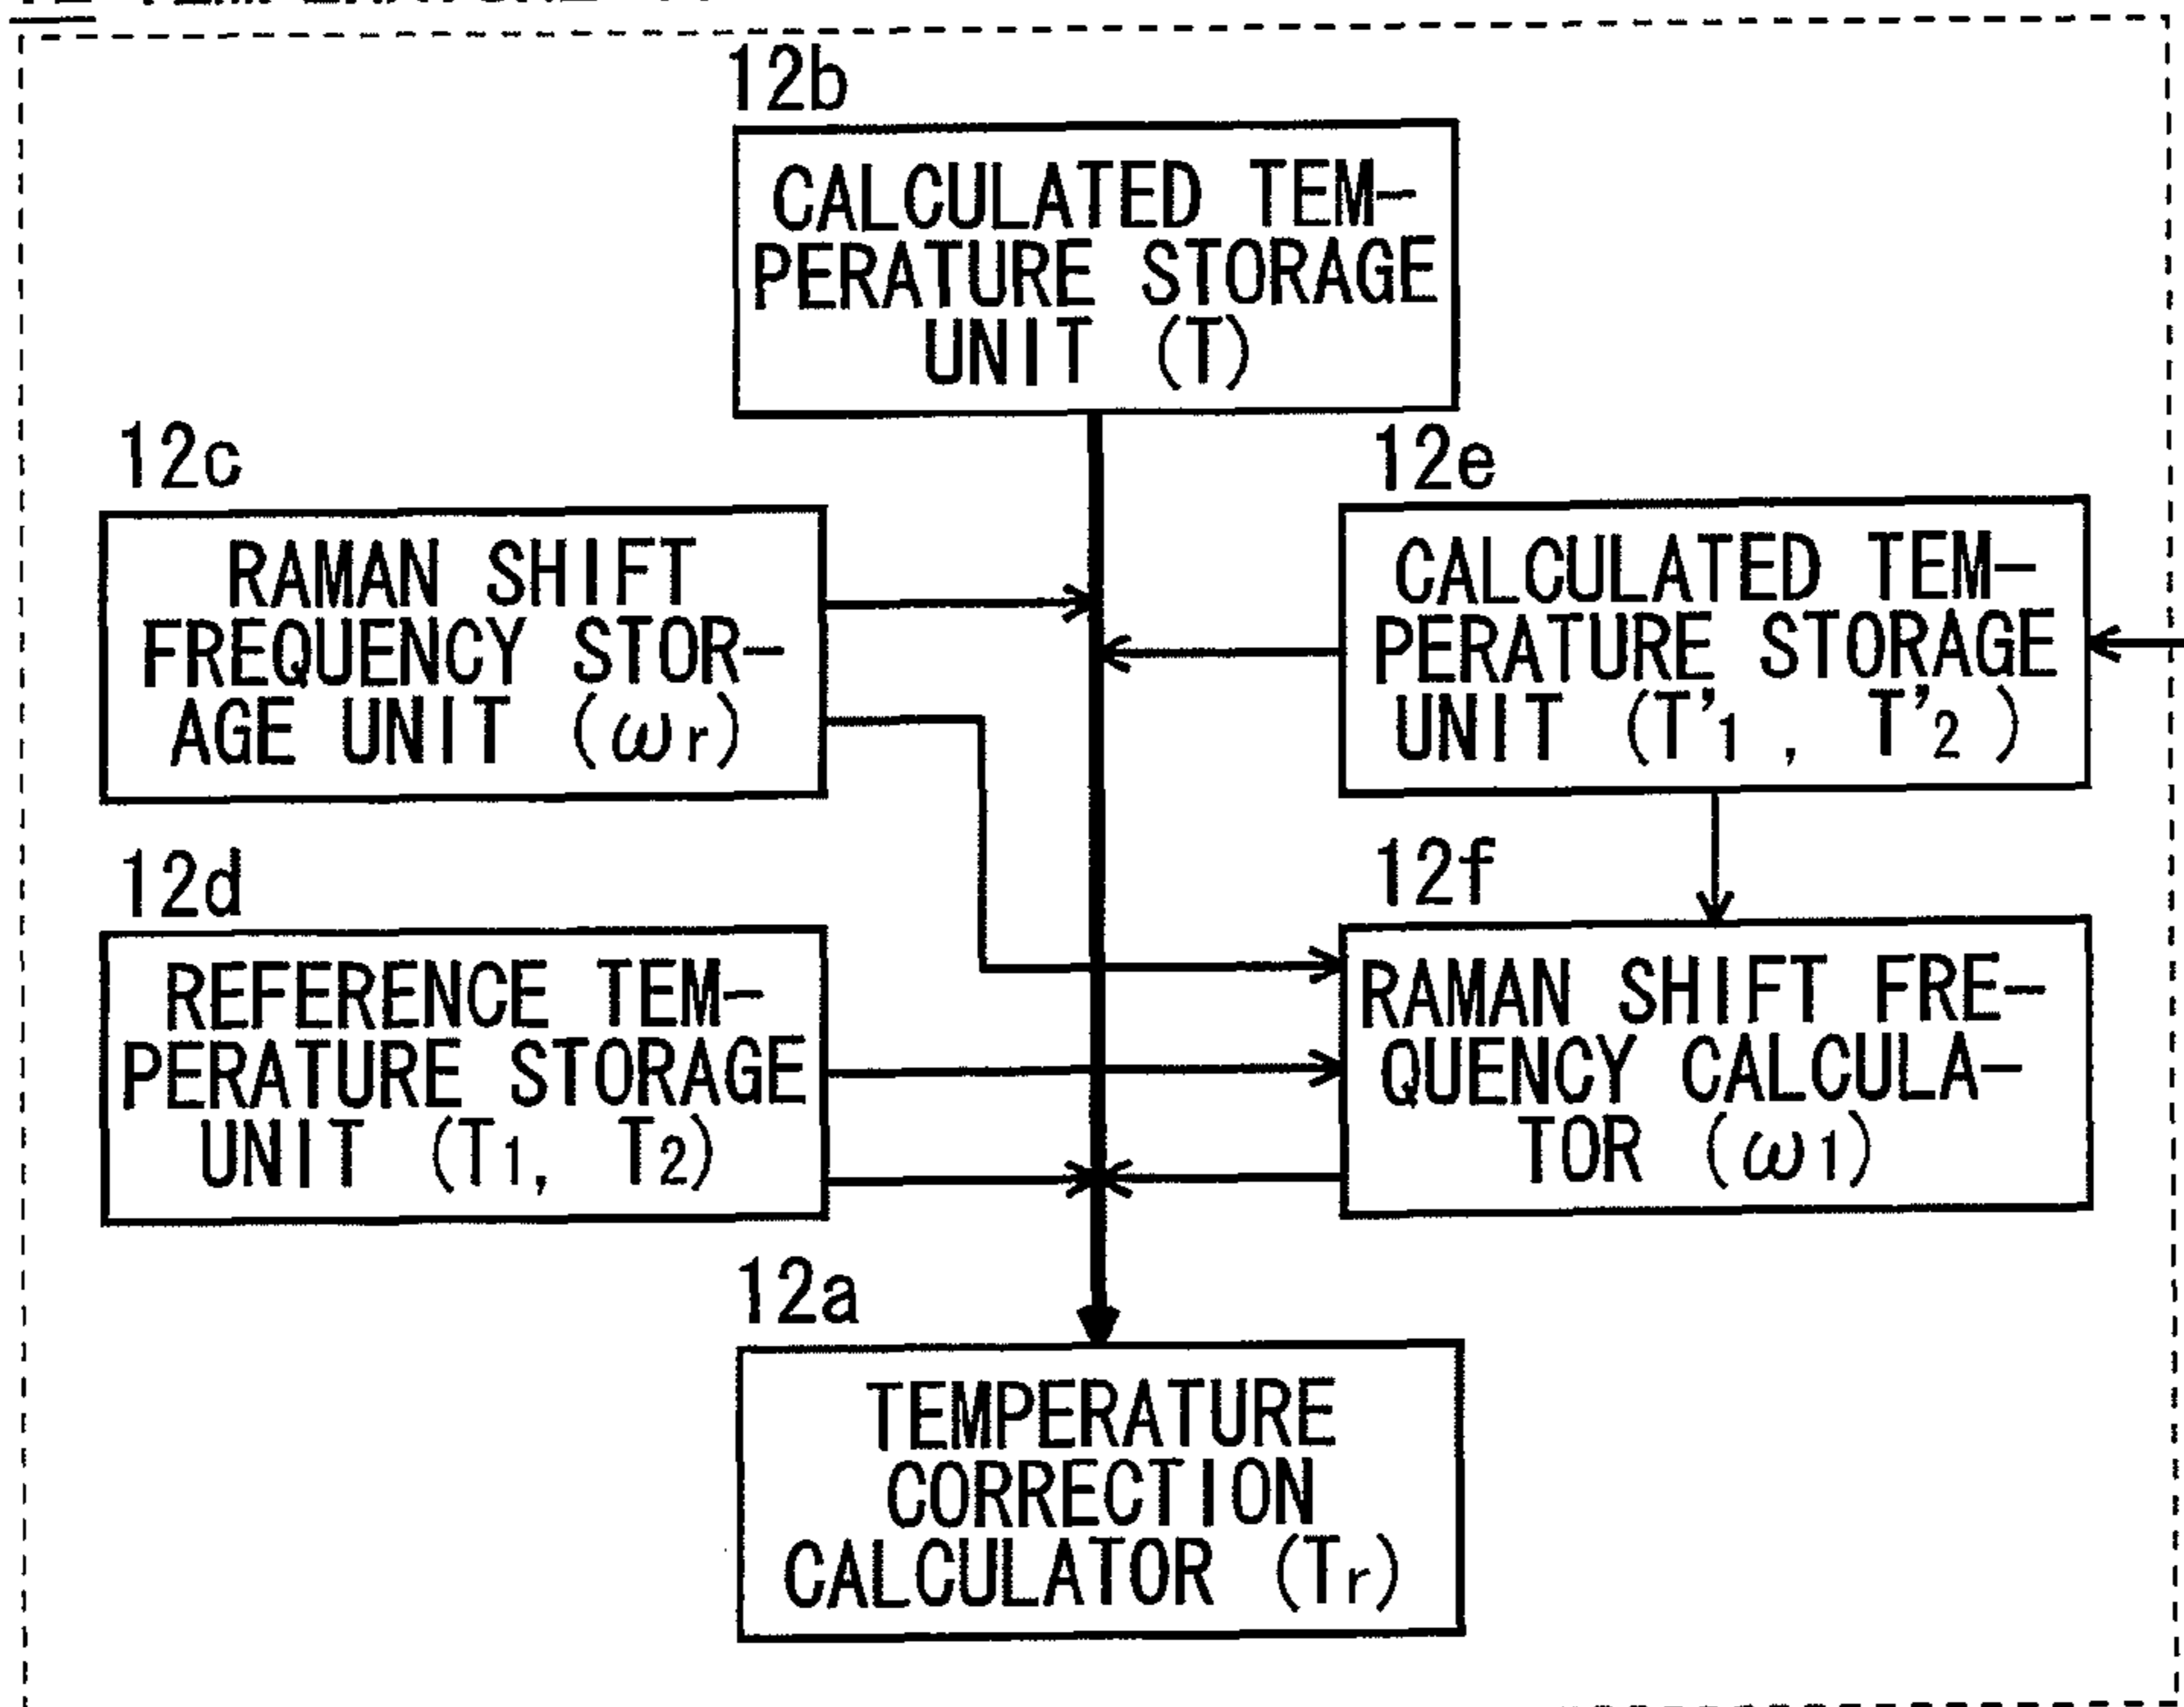 12b
CALCULATED TEM-
PERATURE STORAGE
UNIT (T)
12c
RAMAN SHIFT
FREQUENCY STOR-
AGE UNIT (ωr)
12e
CALCULATED TEM-
PERATURE STORAGE
UNIT (T'1, T'2)
12d
REFERENCE TEM-
PERATURE STORAGE
UNIT (T1, T2)
12f
RAMAN SHIFT FRE-
QUENCY CALCULA-
TOR (ω1)
12a
TEMPERATURE
CORRECTION
CALCULATOR (Tr)